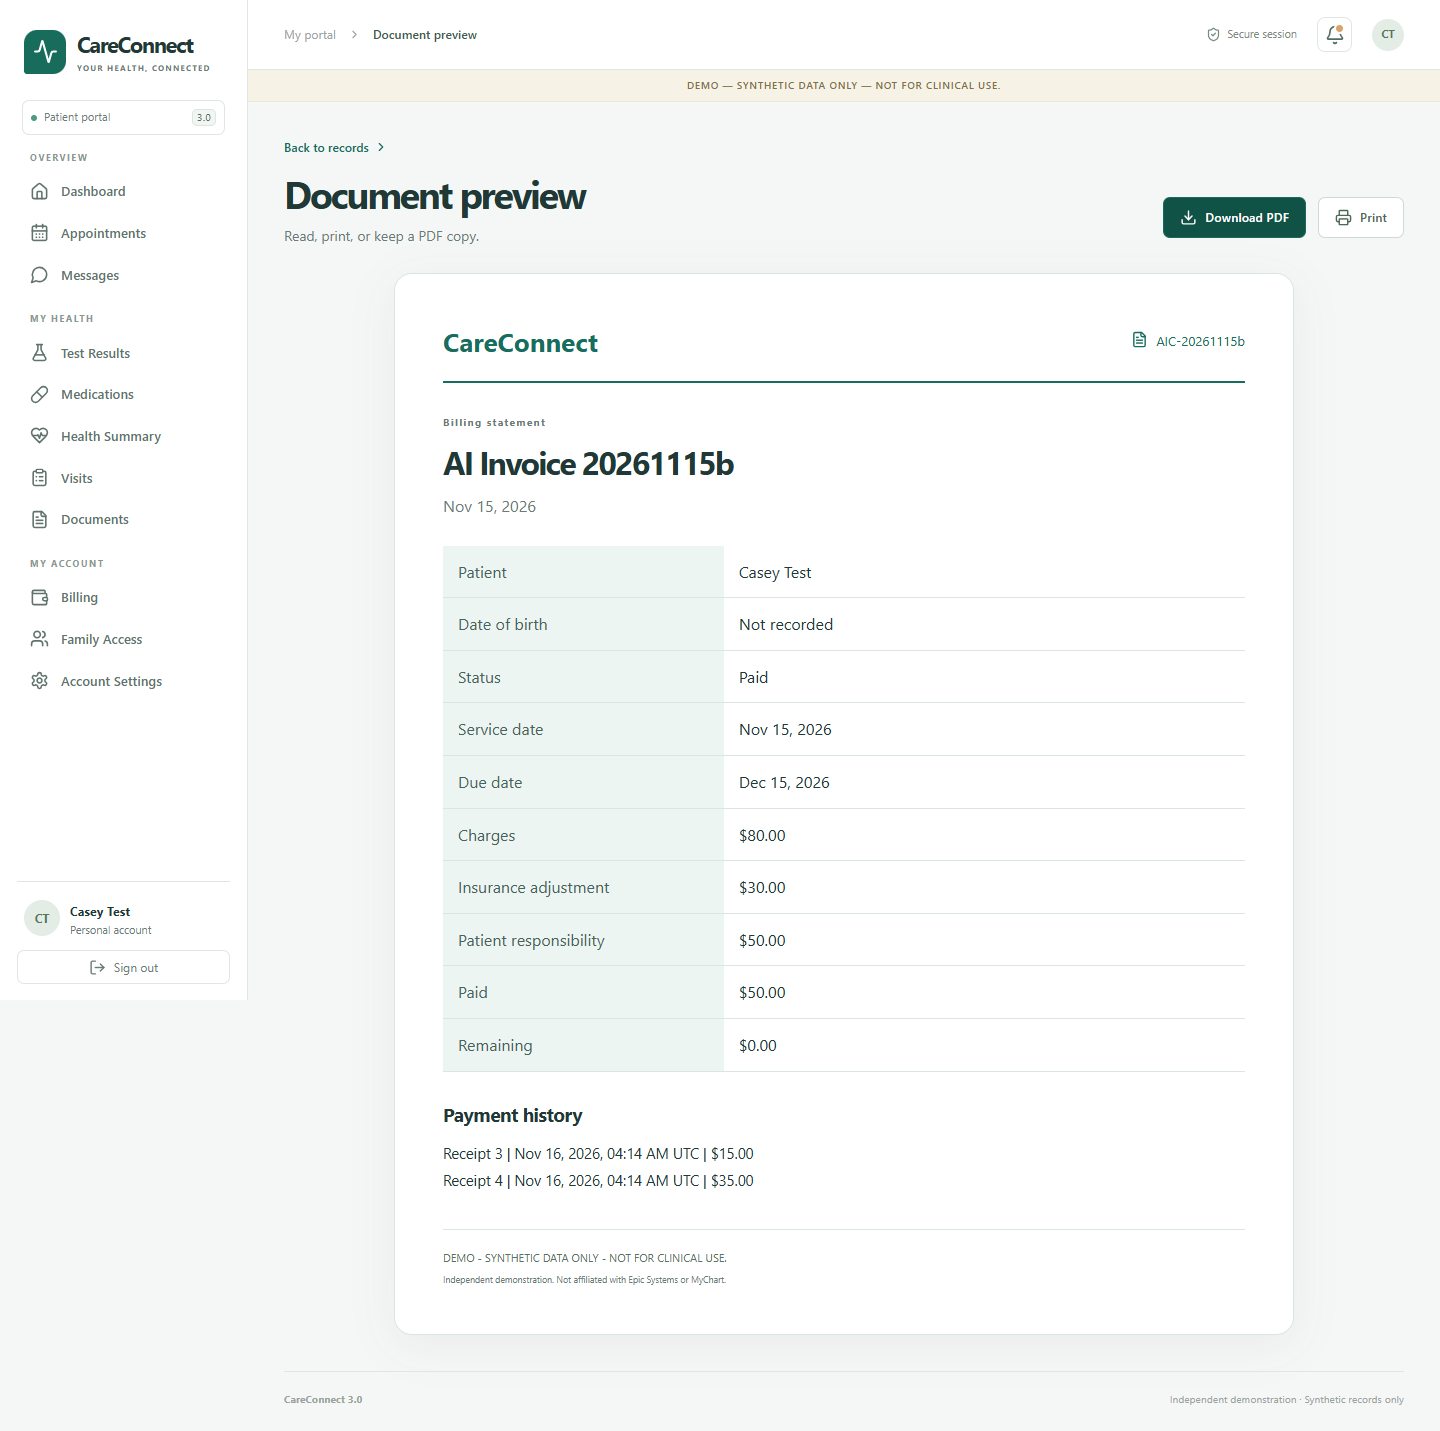 CareConnect
YOUR HEALTH, CONNECTED
Patient portal 3.0
OVERVIEW
Dashboard
Appointments
Messages
MY HEALTH
Test Results
Medications
Health Summary
Visits
Documents
MY ACCOUNT
Billing
Family Access
Account Settings
CT
Casey Test
Personal account
Sign out
My portal > Document preview
Secure session
CT
DEMO — SYNTHETIC DATA ONLY — NOT FOR CLINICAL USE.
Back to records >
Document preview
Read, print, or keep a PDF copy.
Download PDF
Print
CareConnect
AIC-20261115b
Billing statement
AI Invoice 20261115b
Nov 15, 2026
Patient Casey Test
Date of birth Not recorded
Status Paid
Service date Nov 15, 2026
Due date Dec 15, 2026
Charges $80.00
Insurance adjustment $30.00
Patient responsibility $50.00
Paid $50.00
Remaining $0.00
Payment history
Receipt 3 | Nov 16, 2026, 04:14 AM UTC | $15.00
Receipt 4 | Nov 16, 2026, 04:14 AM UTC | $35.00
DEMO - SYNTHETIC DATA ONLY - NOT FOR CLINICAL USE.
Independent demonstration. Not affiliated with Epic Systems or MyChart.
CareConnect 3.0
Independent demonstration · Synthetic records only